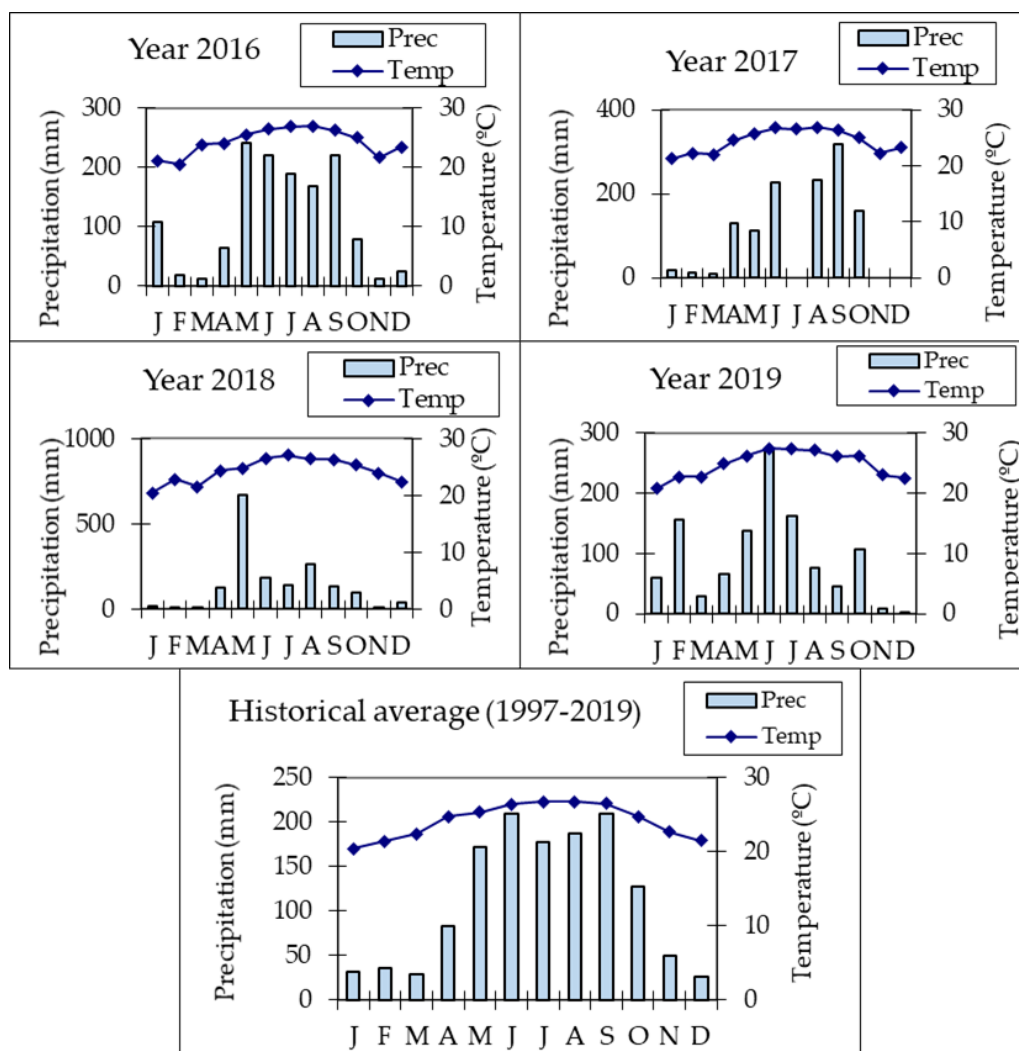 Year 2016
Prec
Temp
Precipitation (mm)
300
200
100
0
30
20
10
0
Temperature (ºC)
J F M A M J J A S O N D
Year 2017
Prec
Temp
Precipitation (mm)
400
200
0
30
20
10
0
Temperature (ºC)
J F M A M J J A S O N D
Year 2018
Prec
Temp
Precipitation (mm)
1000
500
0
30
20
10
0
Temperature (ºC)
J F M A M J J A S O N D
Year 2019
Prec
Temp
Precipitation (mm)
300
200
100
0
30
20
10
0
Temperature (ºC)
J F M A M J J A S O N D
Historical average (1997-2019)
Prec
Temp
Precipitation (mm)
250
200
150
100
50
0
30
20
10
0
Temperature (ºC)
J F M A M J J A S O N D